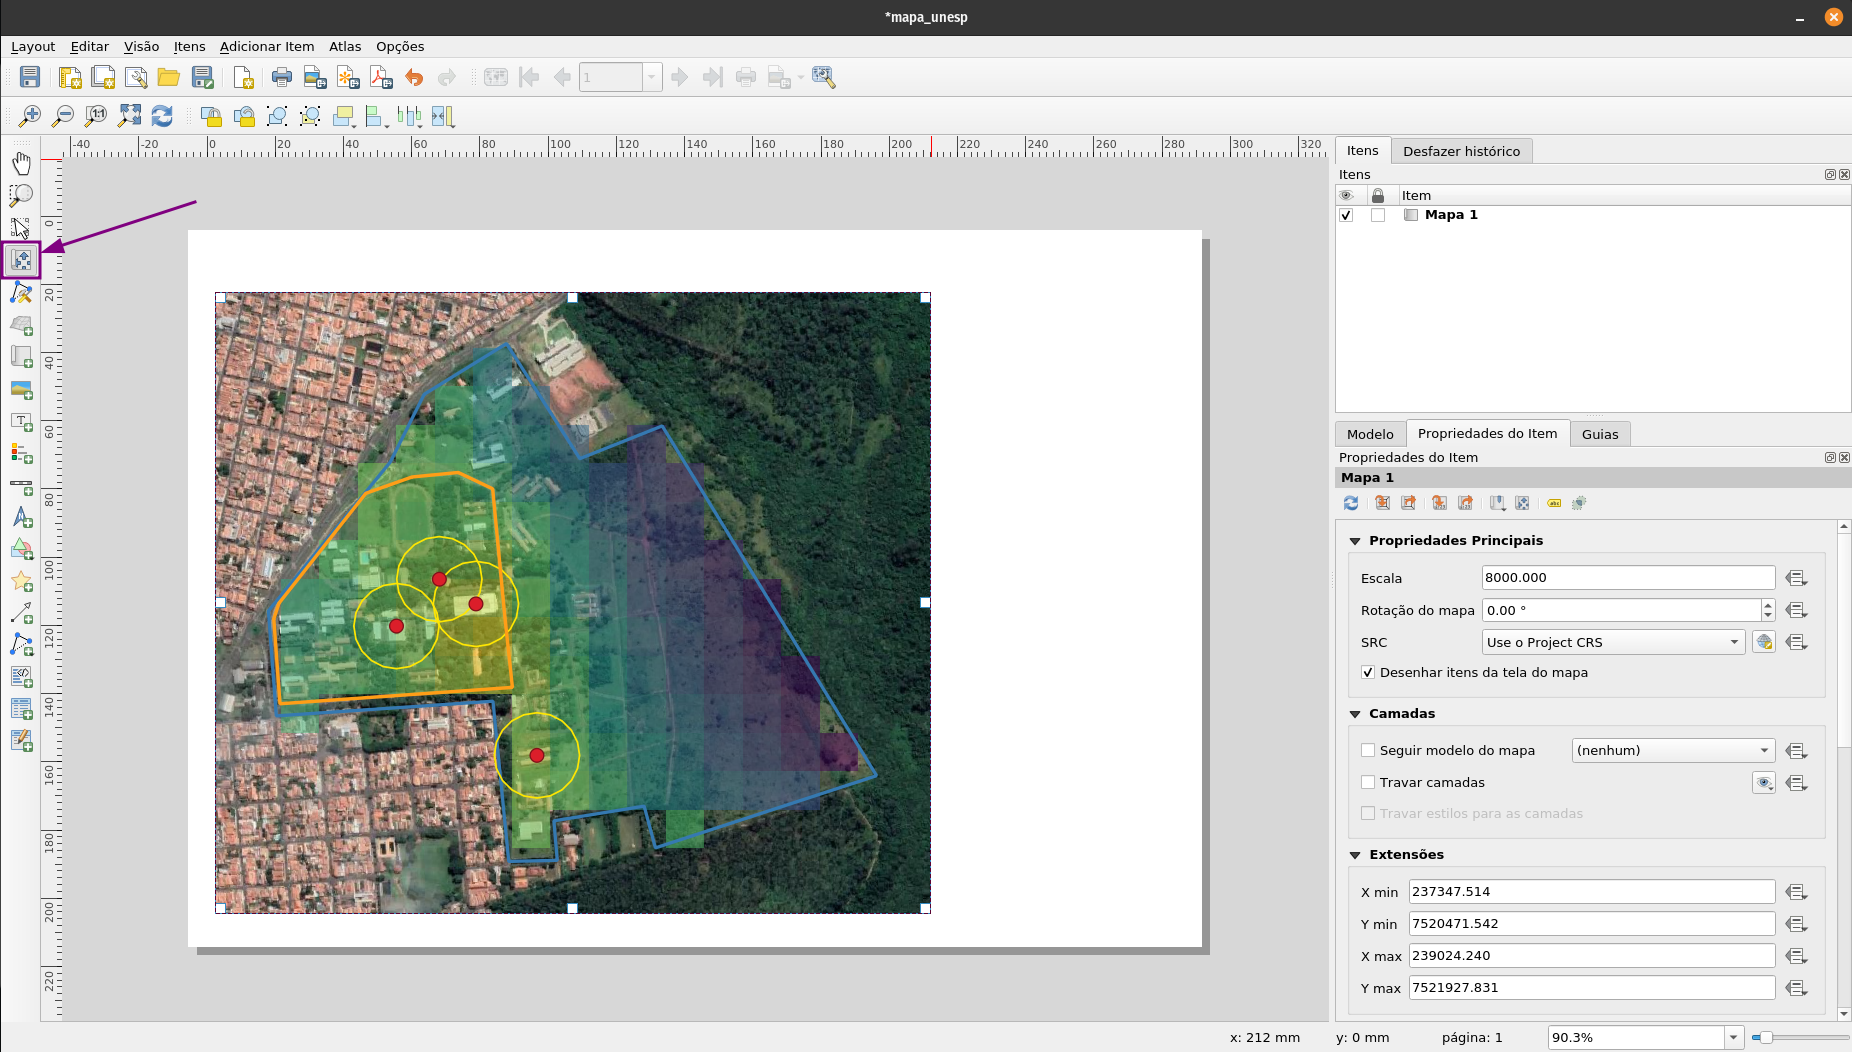 *mapa_unesp
Layout Editar Visão Itens Adicionar Item Atlas Opções
1
1:1
-40 -20 0 20 40 60 80 100 120 140 160 180 200 220 240 260 280 300 320
0
20
40
60
80
100
120
140
160
180
200
220
Itens Desfazer histórico
Itens
Item
Mapa 1
Modelo Propriedades do Item Guias
Propriedades do Item
Mapa 1
abc
Propriedades Principais
Escala 8000.000
Rotação do mapa 0.00 °
SRC Use o Project CRS
Desenhar itens da tela do mapa
Camadas
Seguir modelo do mapa (nenhum)
Travar camadas
Travar estilos para as camadas
Extensões
X min 237347.514
Y min 7520471.542
X max 239024.240
Y max 7521927.831
x: 212 mm y: 0 mm página: 1 90.3%